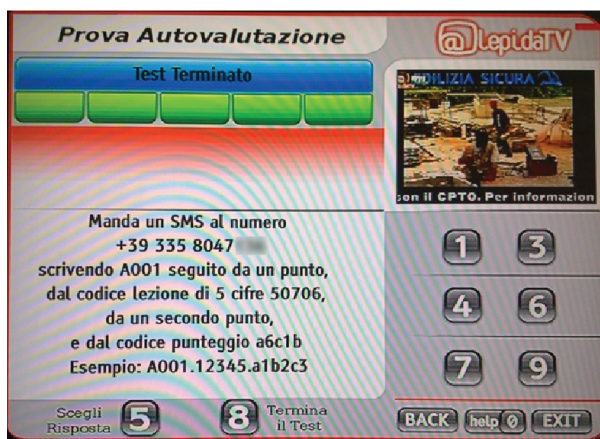 Prova Autovalutazione
@LepidaTV
Test Terminato
EDILIZIA SICURA
con il CPTO. Per informazion
Manda un SMS al numero
+39 335 8047
scrivendo A001 seguito da un punto,
dal codice lezione di 5 cifre 50706,
da un secondo punto,
e dal codice punteggio a6c1b
Esempio: A001.12345.a1b2c3
1 3
4 6
7 9
Scegli
Risposta 5
8 Termina
il Test
BACK help 0 EXIT